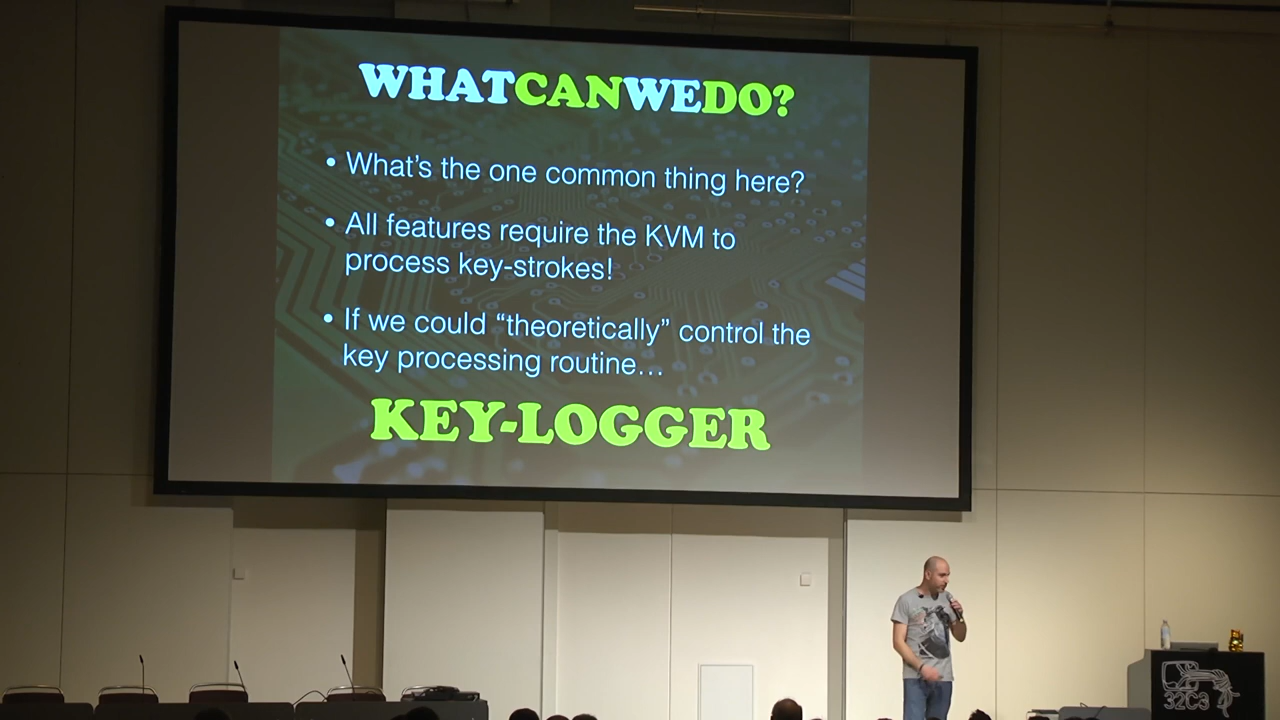 WHATCANWEDO?
• What's the one common thing here?
• All features require the KVM to
process key-strokes!
• If we could “theoretically” control the
key processing routine…
KEY-LOGGER
32C3